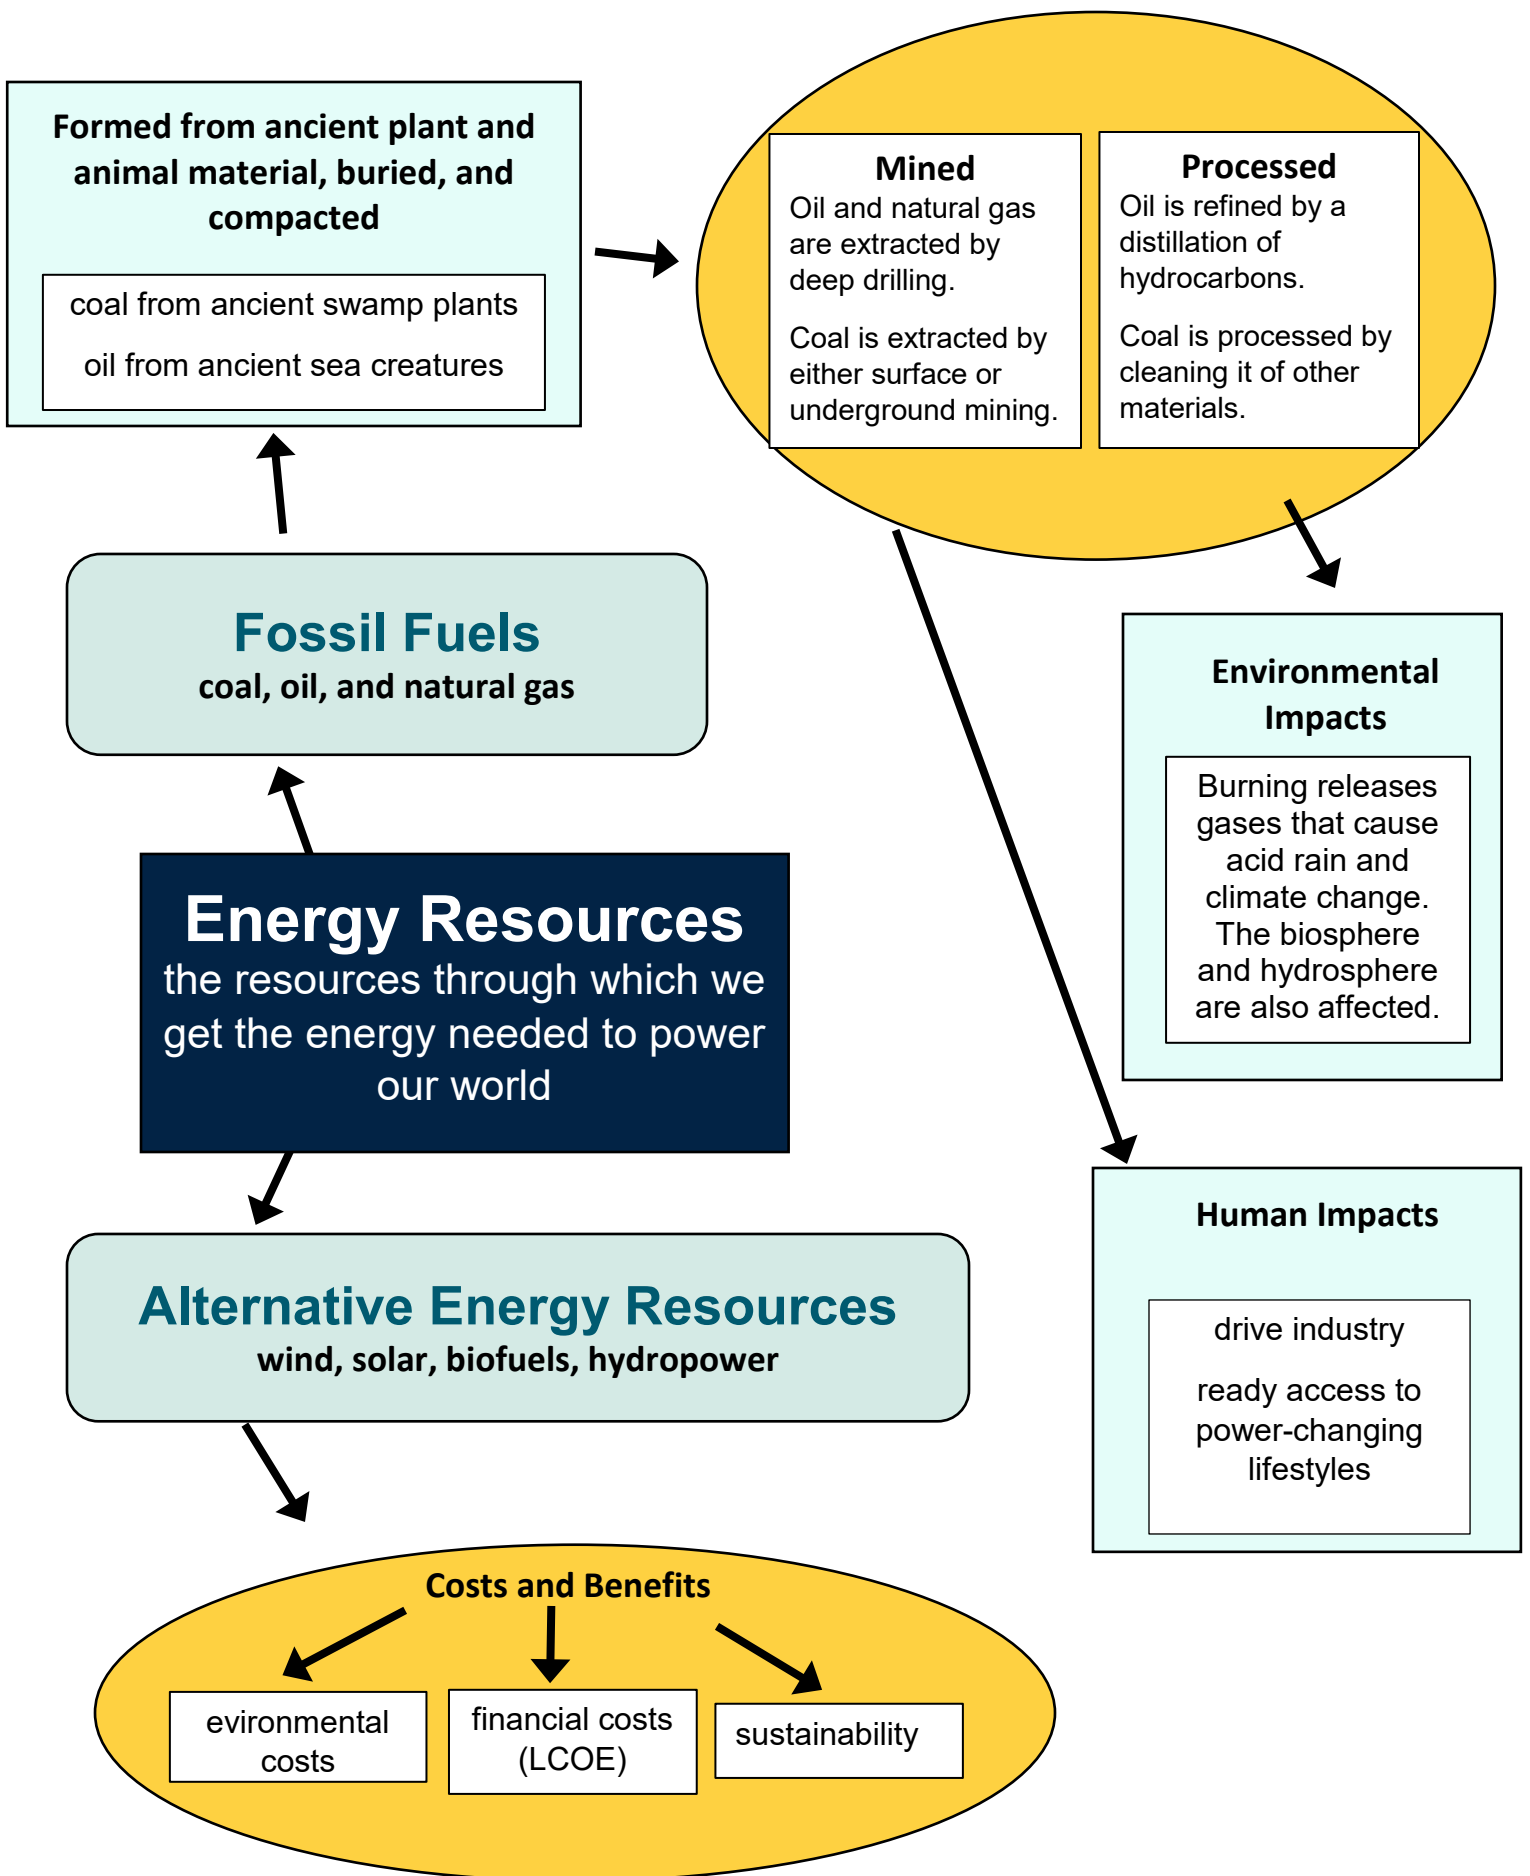 Formed from ancient plant and
animal material, buried, and
compacted
coal from ancient swamp plants
oil from ancient sea creatures
Mined
Oil and natural gas
are extracted by
deep drilling.
Coal is extracted by
either surface or
underground mining.
Processed
Oil is refined by a
distillation of
hydrocarbons.
Coal is processed by
cleaning it of other
materials.
Fossil Fuels
coal, oil, and natural gas
Environmental
Impacts
Burning releases
gases that cause
acid rain and
climate change.
The biosphere
and hydrosphere
are also affected.
Energy Resources
the resources through which we
get the energy needed to power
our world
Human Impacts
drive industry
ready access to
power-changing
lifestyles
Alternative Energy Resources
wind, solar, biofuels, hydropower
Costs and Benefits
evironmental
costs
financial costs
(LCOE)
sustainability